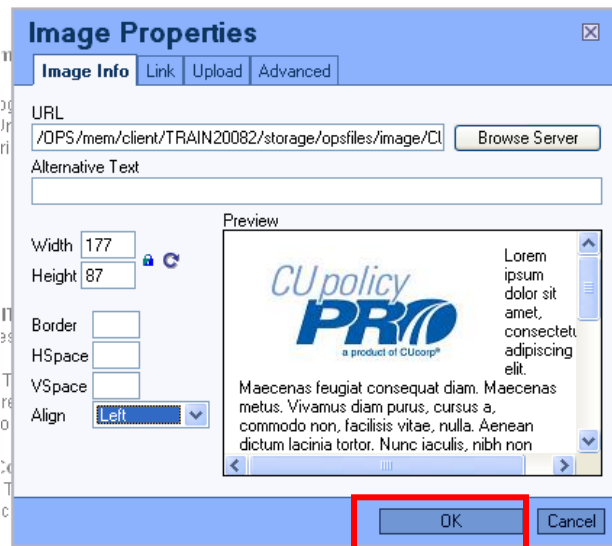 Image Properties
Image Info Link Upload Advanced
URL
/OPS/mem/client/TRAIN20082/storage/opsfiles/image/CU
Browse Server
Alternative Text
Preview
Width 177
Height 87
Border
HSpace
VSpace
Align Left
CU policy
PRO
a product of CUcorp®
Lorem
ipsum
dolor sit
amet,
consectetu
adipiscing
elit.
Maecenas feugiat consequat diam. Maecenas
metus. Vivamus diam purus, cursus a,
commodo non, facilisis vitae, nulla. Aenean
dictum lacinia tortor. Nunc iaculis, nibh non
OK Cancel